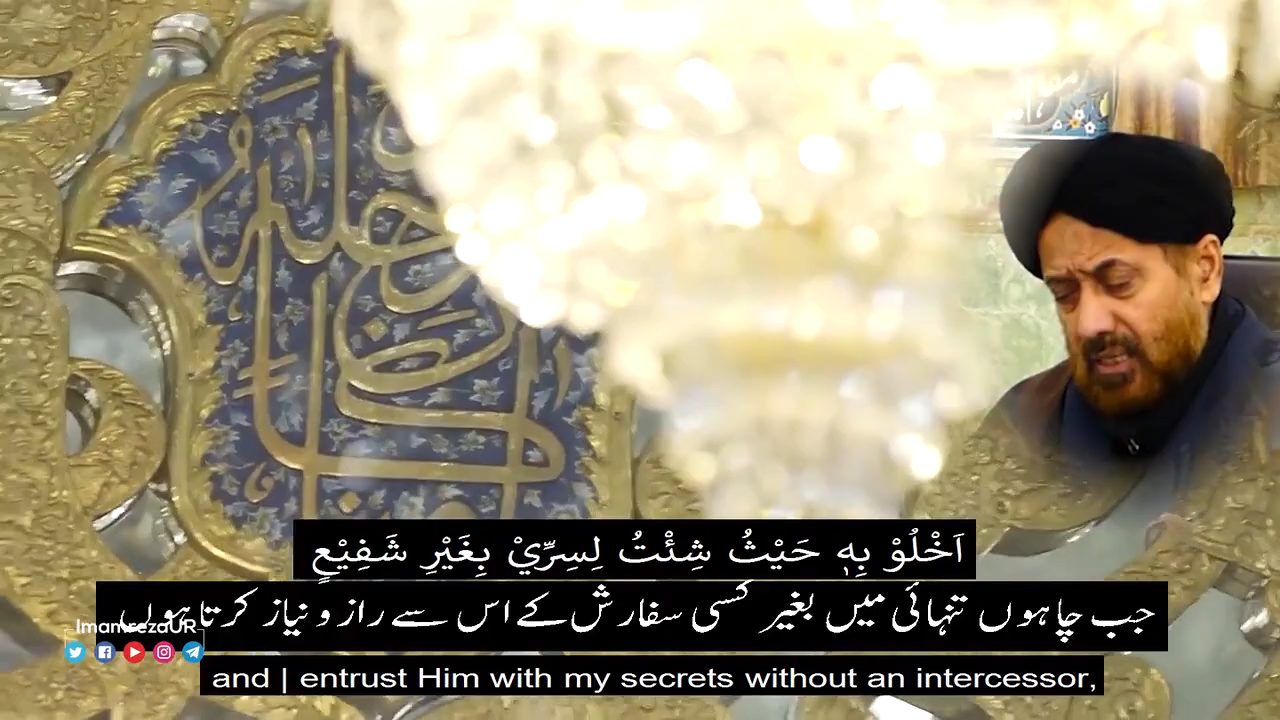 اَخْلُوْ بِهٖ حَيْثُ شِئْتُ لِسِرِّيْ بِغَيْرِ شَفِيْعٍ
جب چاہوں تنہائی میں بغیر کسی سفارش کے اس سے راز و نیاز کرتا ہوں
ImamrezaUR
and | entrust Him with my secrets without an intercessor,